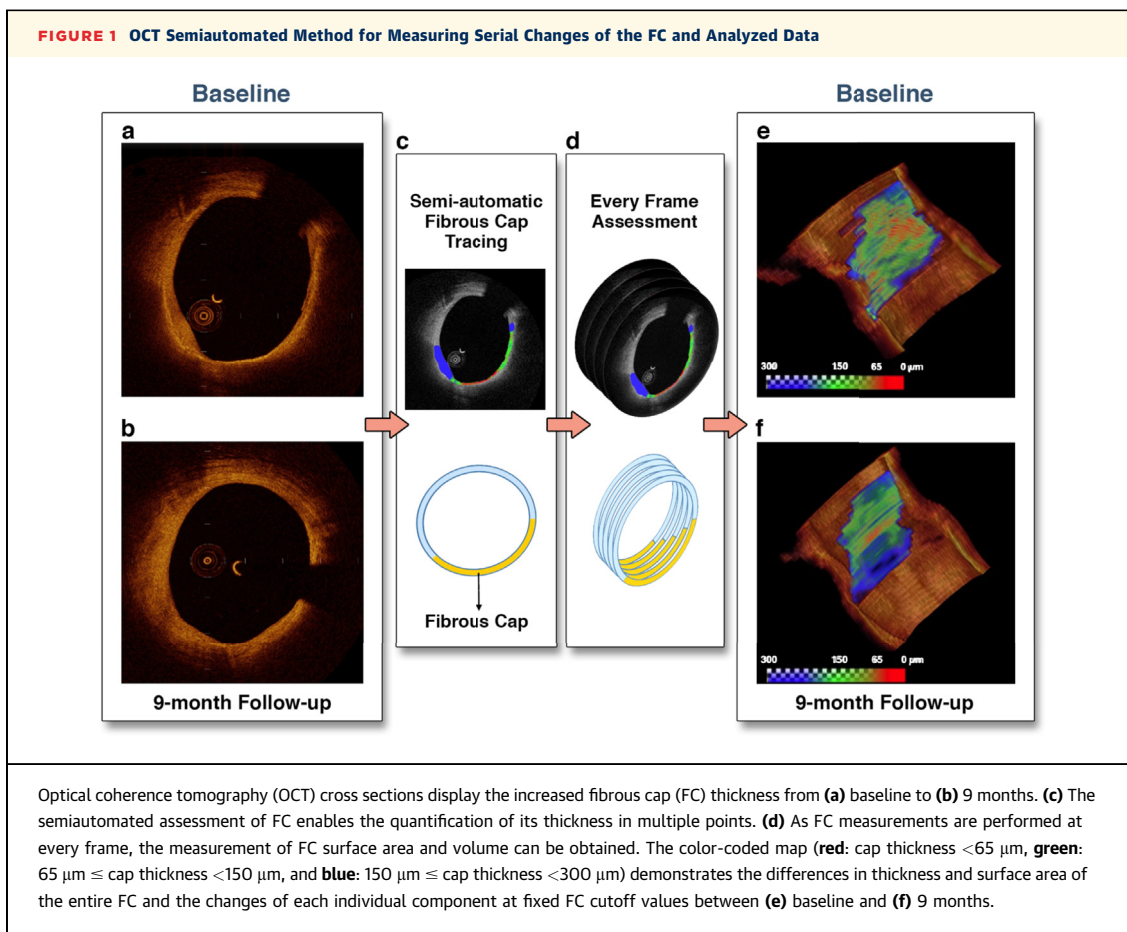 FIGURE 1 OCT Semiautomated Method for Measuring Serial Changes of the FC and Analyzed Data
Baseline
a
b
9-month Follow-up
c
Semi-automatic
Fibrous Cap
Tracing
Fibrous Cap
d
Every Frame
Assessment
Baseline
e
300 150 65 0 µm
f
300 150 65 0 µm
9-month Follow-up
Optical coherence tomography (OCT) cross sections display the increased fibrous cap (FC) thickness from (a) baseline to (b) 9 months. (c) The
semiautomated assessment of FC enables the quantification of its thickness in multiple points. (d) As FC measurements are performed at
every frame, the measurement of FC surface area and volume can be obtained. The color-coded map (red: cap thickness <65 µm, green:
65 µm ≤ cap thickness <150 µm, and blue: 150 µm ≤ cap thickness <300 µm) demonstrates the differences in thickness and surface area of
the entire FC and the changes of each individual component at fixed FC cutoff values between (e) baseline and (f) 9 months.